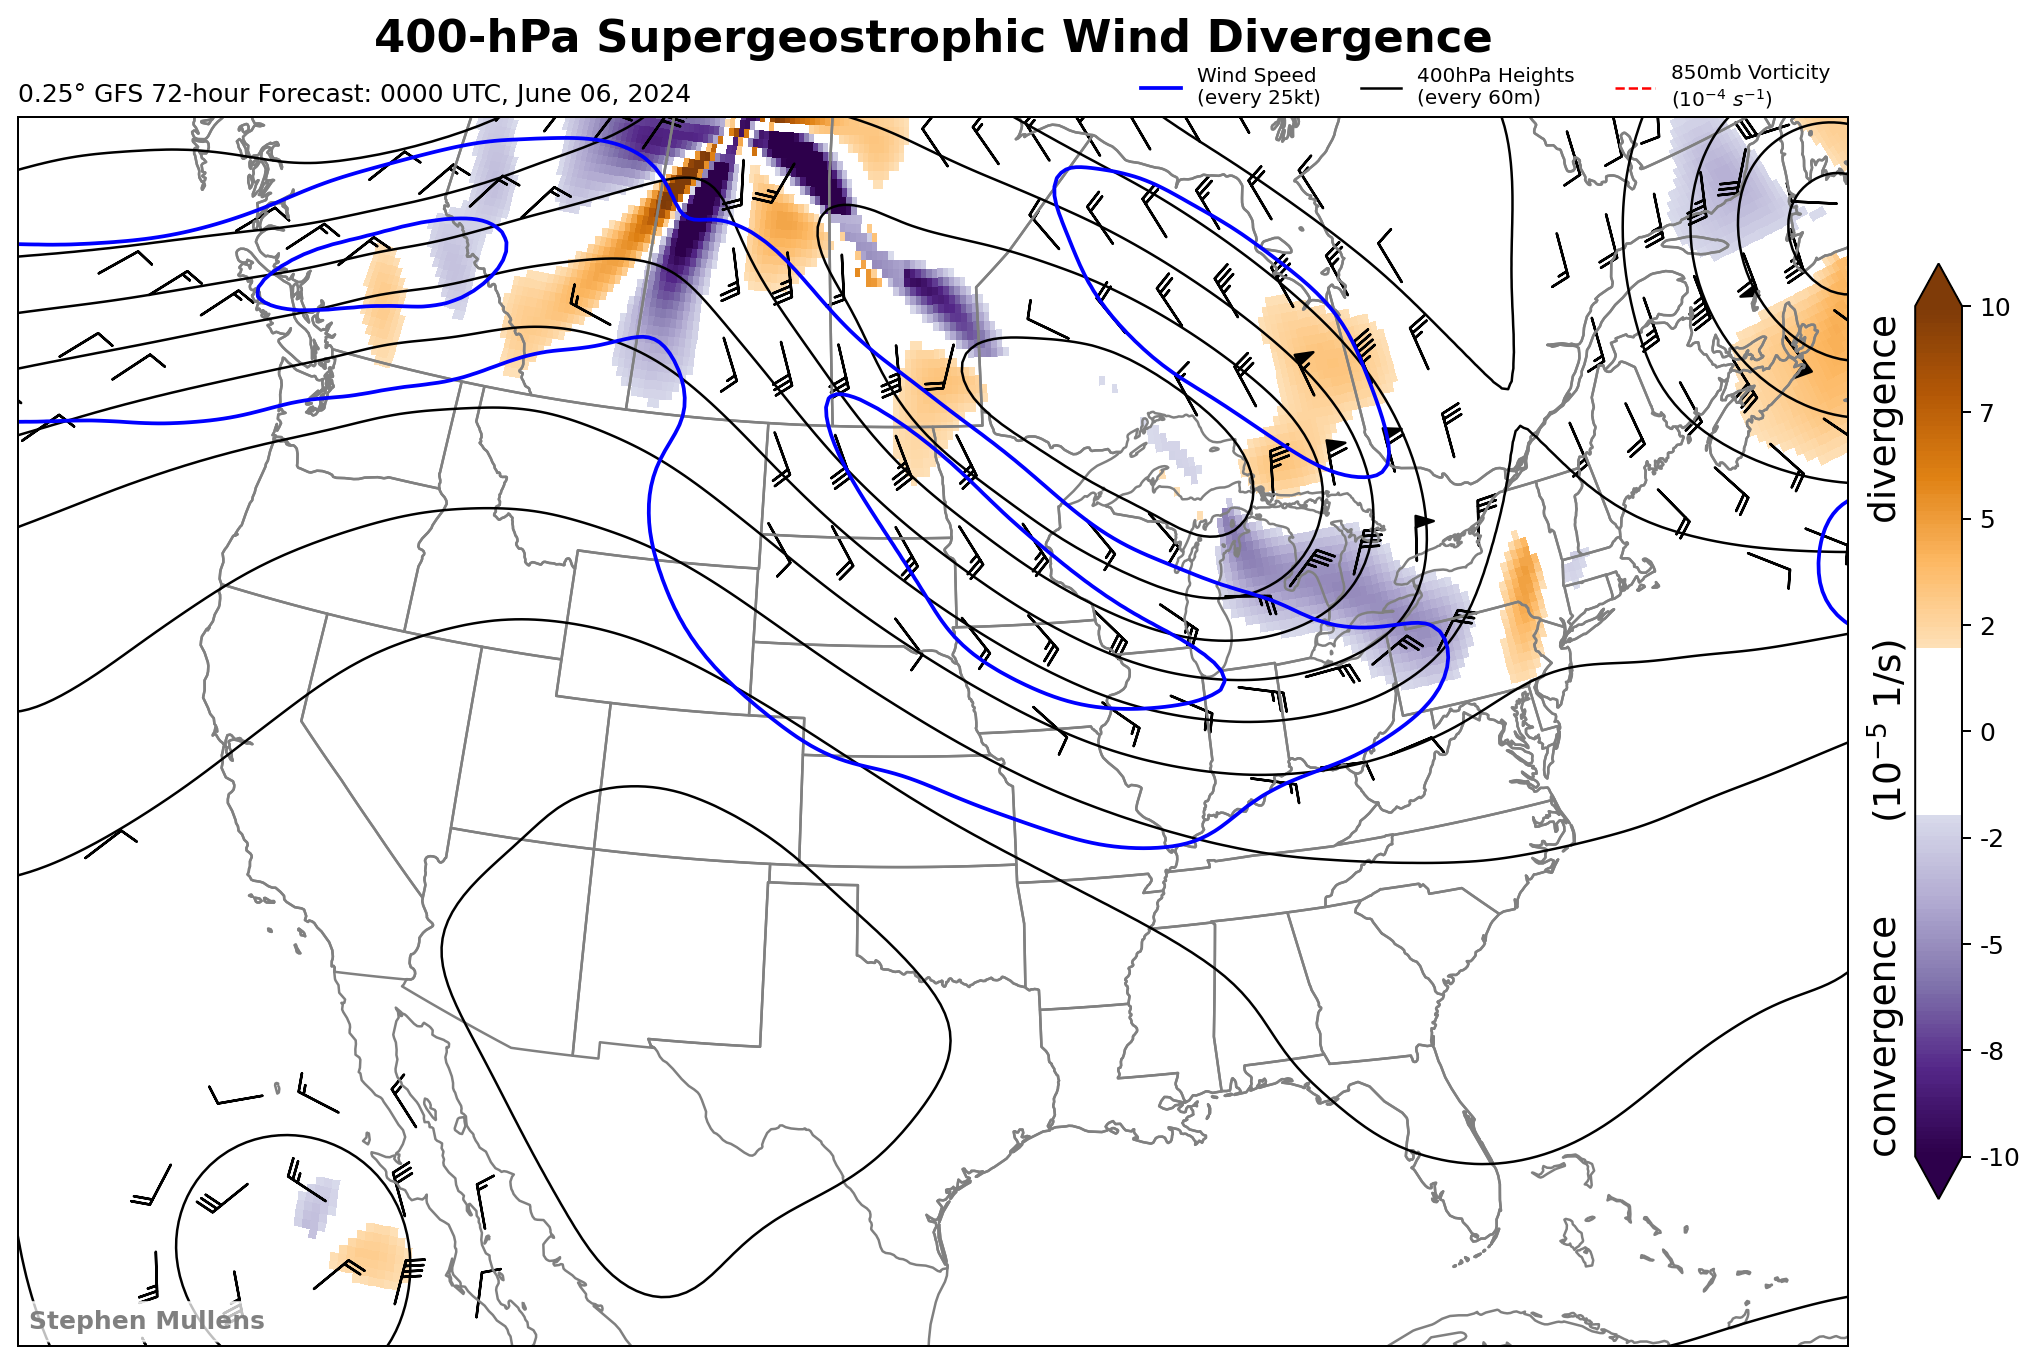 400-hPa Supergeostrophic Wind Divergence
0.25° GFS 72-hour Forecast: 0000 UTC, June 06, 2024
Wind Speed
(every 25kt)
400hPa Heights
(every 60m)
850mb Vorticity
(10⁻⁴ s⁻¹)
10
7
5
2
0
-2
-5
-8
-10
convergence (10⁻⁵ 1/s) divergence
Stephen Mullens